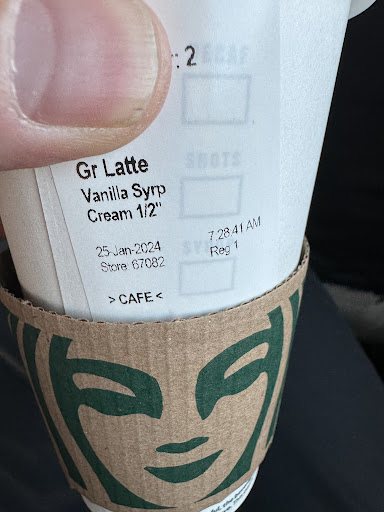 : 2
DECAF
Gr Latte
SHOTS
Vanilla Syrp
Cream 1/2"
25-Jan-2024 7:28:41 AM
Store 67082 Reg 1
> CAFE <